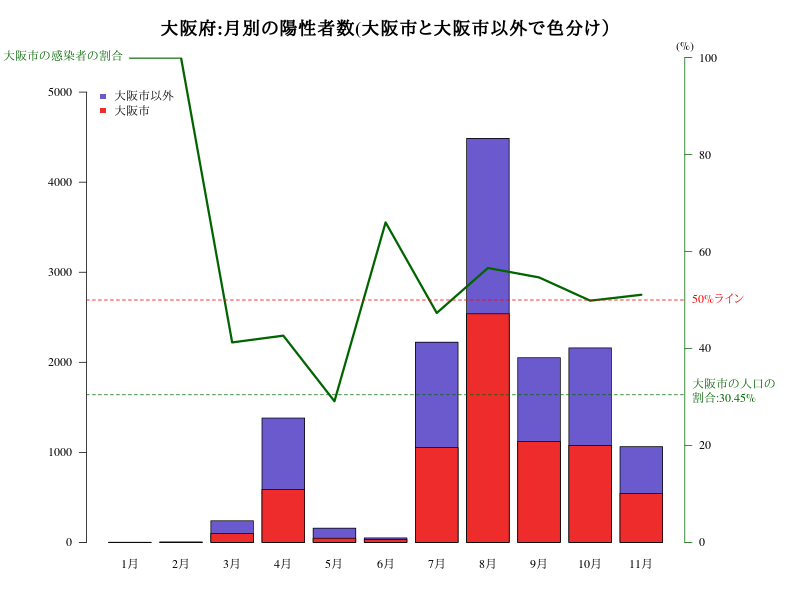 大阪府:月別の陽性者数(大阪市と大阪市以外で色分け）
(%)
大阪市の感染者の割合
100
5000
大阪市以外
大阪市
80
4000
60
3000
50%ライン
40
2000
大阪市の人口の
割合:30.45%
20
1000
0
0
1月 2月 3月 4月 5月 6月 7月 8月 9月 10月 11月